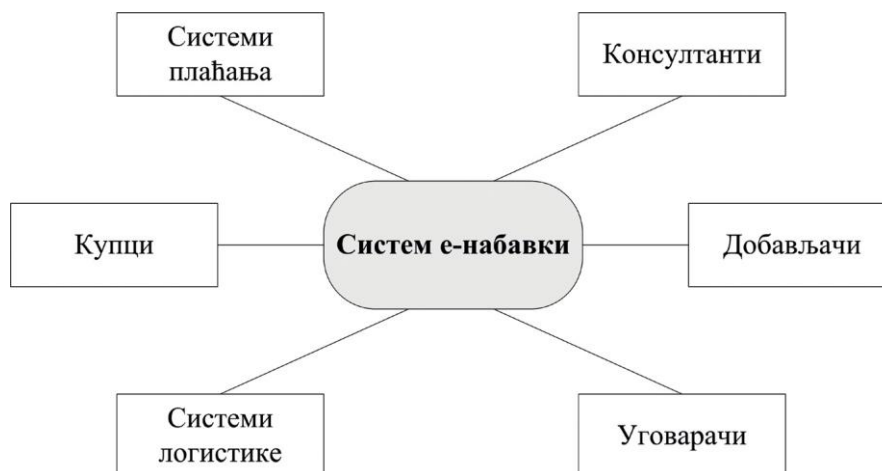 Системи
плаћања
Консултанти
Купци
Систем е-набавки
Добављачи
Системи
логистике
Уговарачи